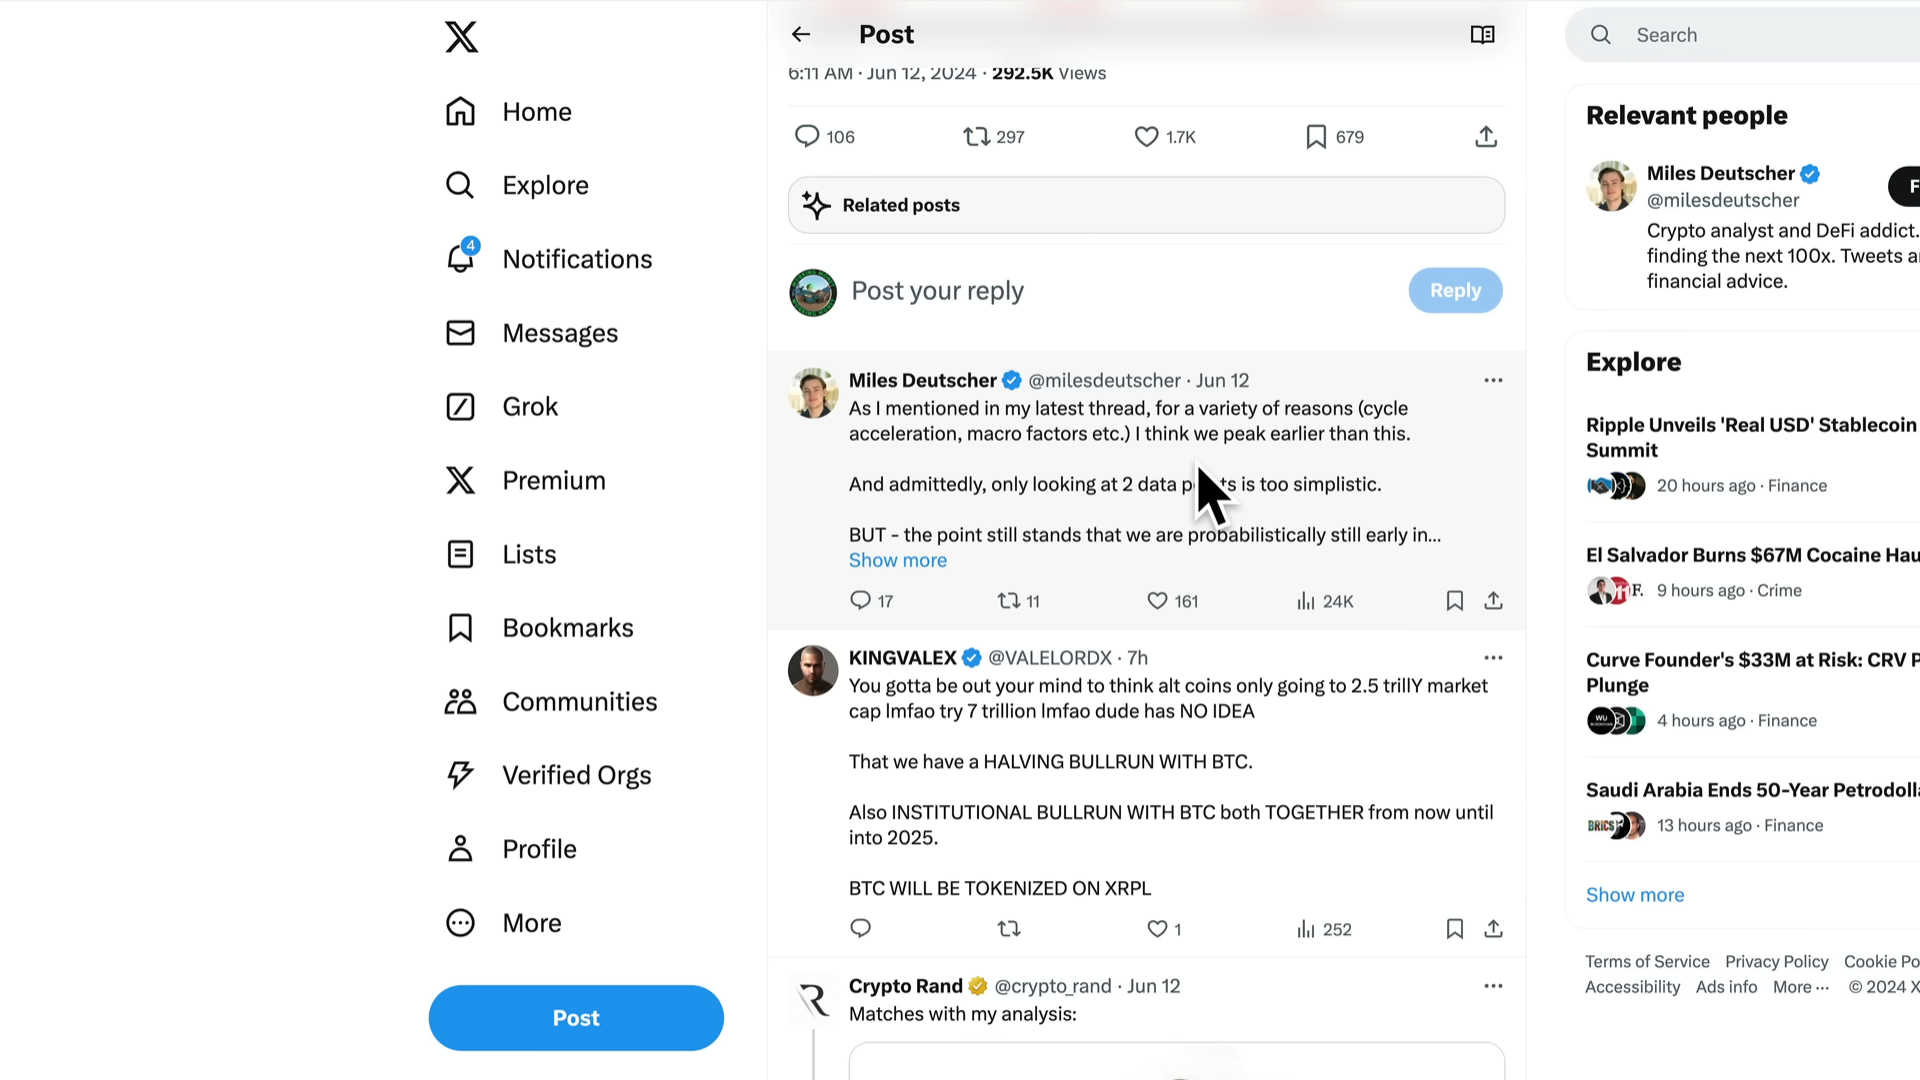 Post
Search
6:11 AM · Jun 12, 2024 · 292.5K Views
Home
Explore
4
Notifications
Messages
Grok
Premium
Lists
Bookmarks
Communities
Verified Orgs
Profile
More
Post
106 297 1.7K 679
Related posts
Post your reply
Reply
Miles Deutscher @milesdeutscher · Jun 12
As I mentioned in my latest thread, for a variety of reasons (cycle
acceleration, macro factors etc.) I think we peak earlier than this.
And admittedly, only looking at 2 data p ts is too simplistic.
BUT - the point still stands that we are probabilistically still early in...
Show more
17 11 161 24K
KINGVALEX @VALELORDX · 7h
You gotta be out your mind to think alt coins only going to 2.5 trillY market
cap lmfao try 7 trillion lmfao dude has NO IDEA
That we have a HALVING BULLRUN WITH BTC.
Also INSTITUTIONAL BULLRUN WITH BTC both TOGETHER from now until
into 2025.
BTC WILL BE TOKENIZED ON XRPL
1 252
Crypto Rand @crypto_rand · Jun 12
Matches with my analysis:
Relevant people
Miles Deutscher
F
@milesdeutscher
Crypto analyst and DeFi addict.
finding the next 100x. Tweets a
financial advice.
Explore
Ripple Unveils 'Real USD' Stablecoin
Summit
20 hours ago · Finance
El Salvador Burns $67M Cocaine Hau
9 hours ago · Crime
Curve Founder's $33M at Risk: CRV P
Plunge
4 hours ago · Finance
Saudi Arabia Ends 50-Year Petrodoll
BRICS
13 hours ago · Finance
Show more
Terms of Service Privacy Policy Cookie Po
Accessibility Ads info More ... © 2024 X